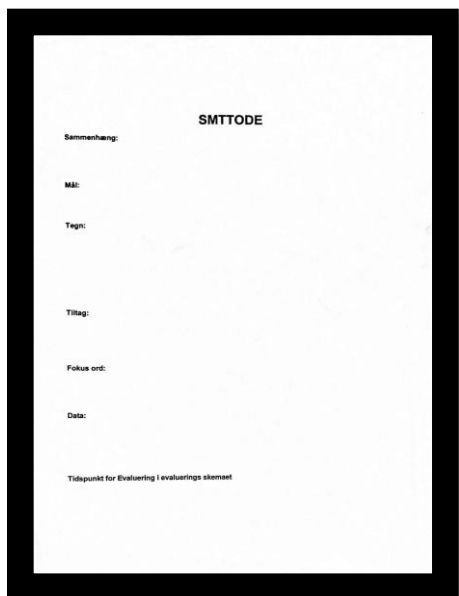 SMTTODE
Sammenhæng:
Mål:
Tegn:
Tiltag:
Fokus ord:
Data:
Tidspunkt for Evaluering i evaluerings skemaet